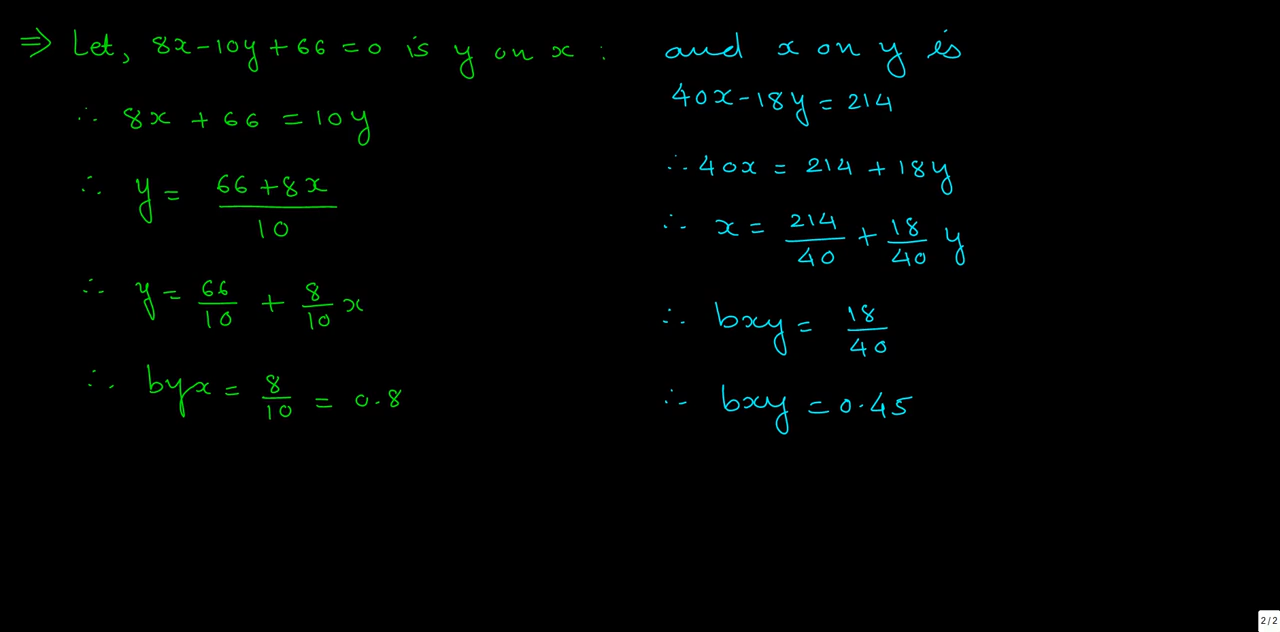 ⇒ Let, 8x-10y+66=0 is y on x :
∴ 8x + 66 = 10y
∴ y = (66+8x)/10
∴ y = 66/10 + 8/10 x
∴ byx = 8/10 = 0.8
and x on y is
40x-18y = 214
∴ 40x = 214 + 18y
∴ x = 214/40 + 18/40 y
∴ bxy = 18/40
∴ bxy = 0.45
2/2